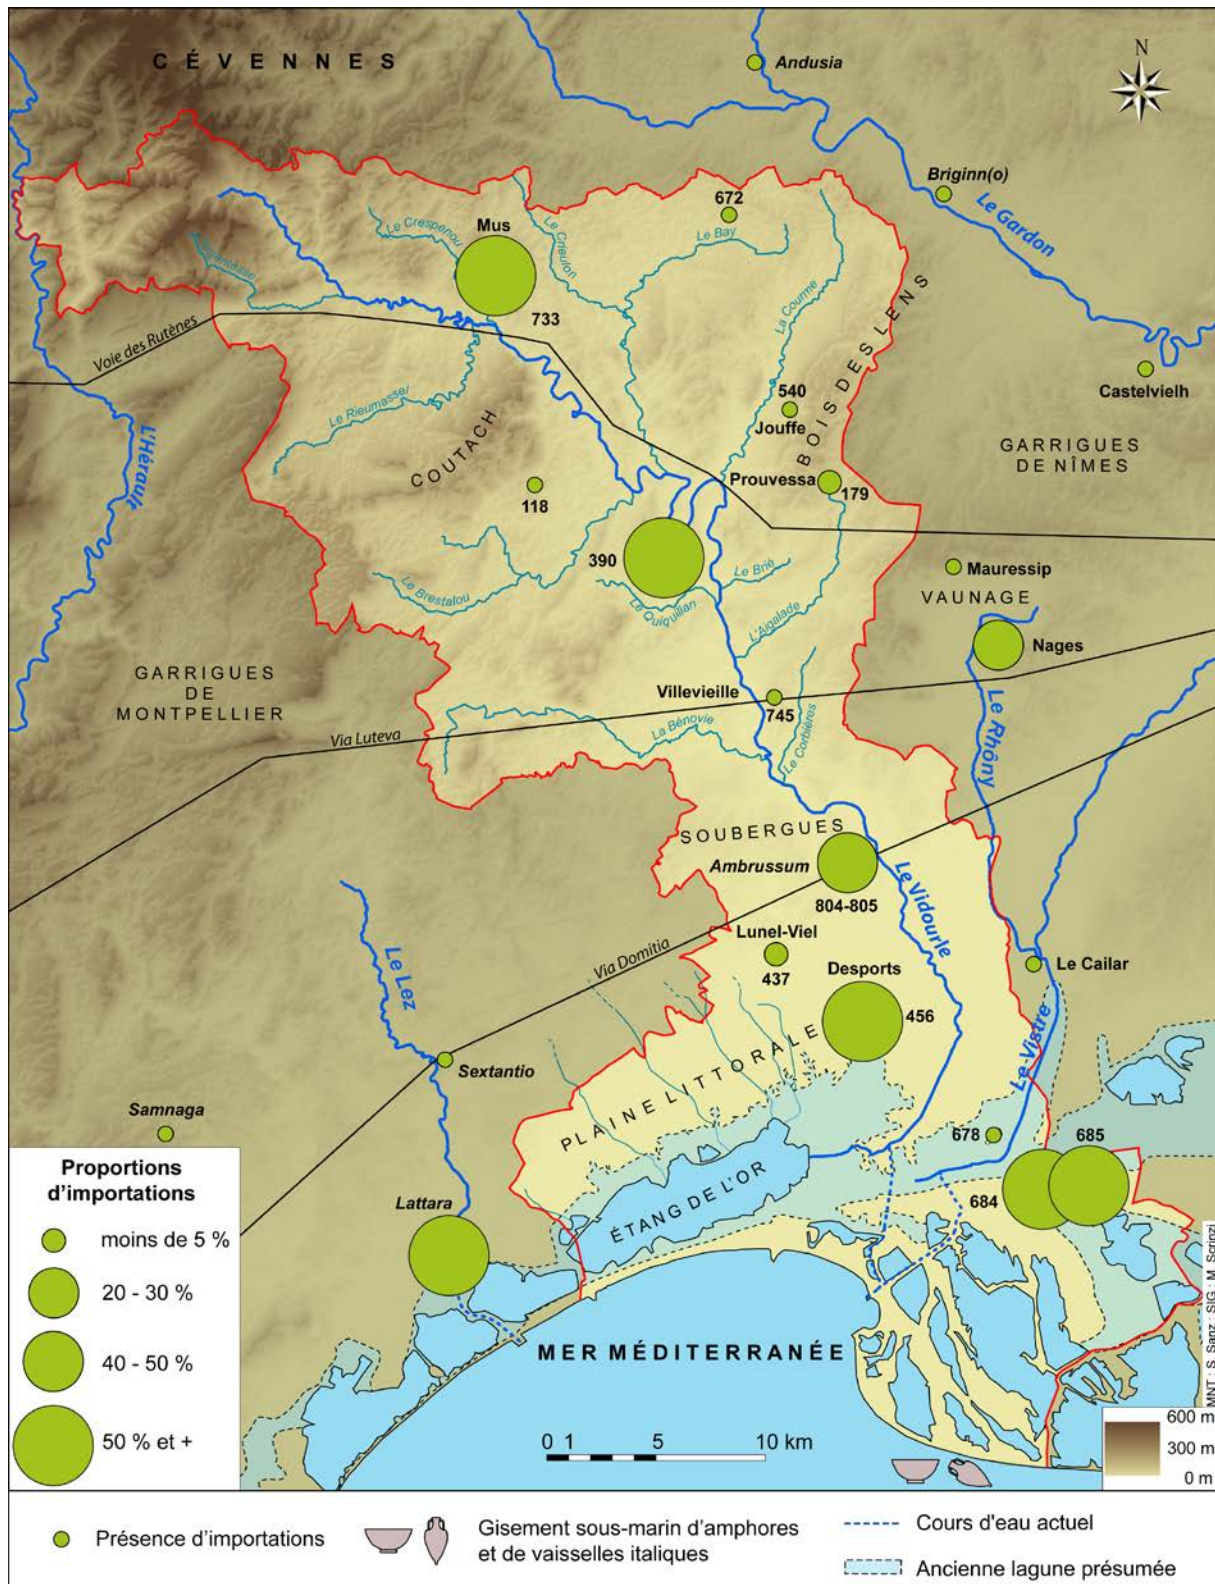 CÉVENNES
N
Andusia
Briginn(o)
Le Gardon
672
Le Crespenou
Mus
Le Crieulon
Le Bay
733
La Courme
Voie des Rutènes
BOIS DES LENS
Castelvielh
540
Jouffe
Le Rieumasse
L'Hérault
COUTACH
GARRIGUES
DE NÎMES
Prouvessa
179
118
390
Le Brié
Mauressip
VAUNAGE
Le Brestalou
Le Quiquillan
L'Aigalade
Nages
GARRIGUES
DE
MONTPELLIER
Villevieille
745
Via Luteva
La Bénovie
Le Corbières
Le Rhôny
SOUBERGUES
Ambrussum
804-805
Le Vidourle
Le Lez
Via Domitia
Lunel-Viel
437
Desports
456
Le Cailar
Le Vistre
Sextantio
PLAINE LITTORALE
Samnaga
678
685
684
Proportions
d'importations
moins de 5 %
20 - 30 %
40 - 50 %
50 % et +
Lattara
ÉTANG DE L'OR
MER MÉDITERRANÉE
0 1 5 10 km
MNT : S. Sanz ; SIG : M. Scrinzi
600 m
300 m
0 m
Présence d'importations
Gisement sous-marin d'amphores
et de vaisselles italiques
Cours d'eau actuel
Ancienne lagune présumée